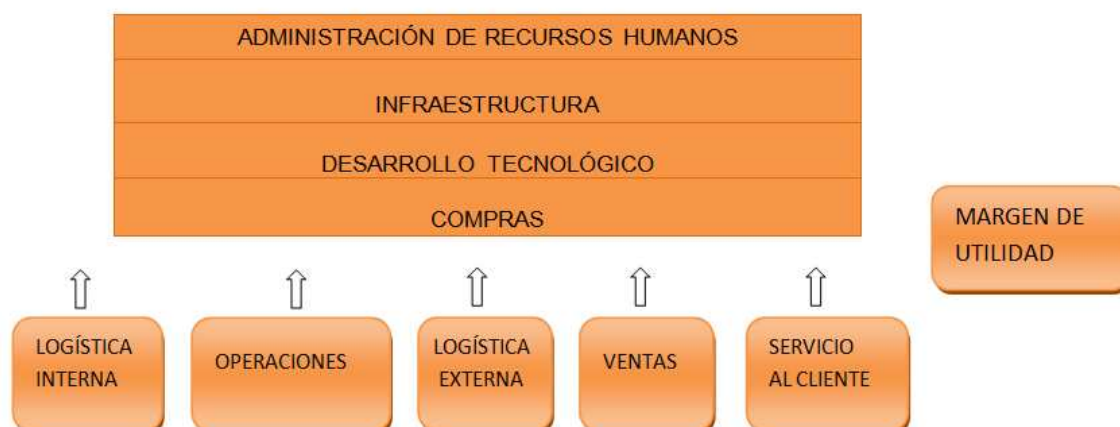 ADMINISTRACIÓN DE RECURSOS HUMANOS
INFRAESTRUCTURA
DESARROLLO TECNOLÓGICO
COMPRAS
MARGEN DE
UTILIDAD
LOGÍSTICA
INTERNA
OPERACIONES
LOGÍSTICA
EXTERNA
VENTAS
SERVICIO
AL CLIENTE